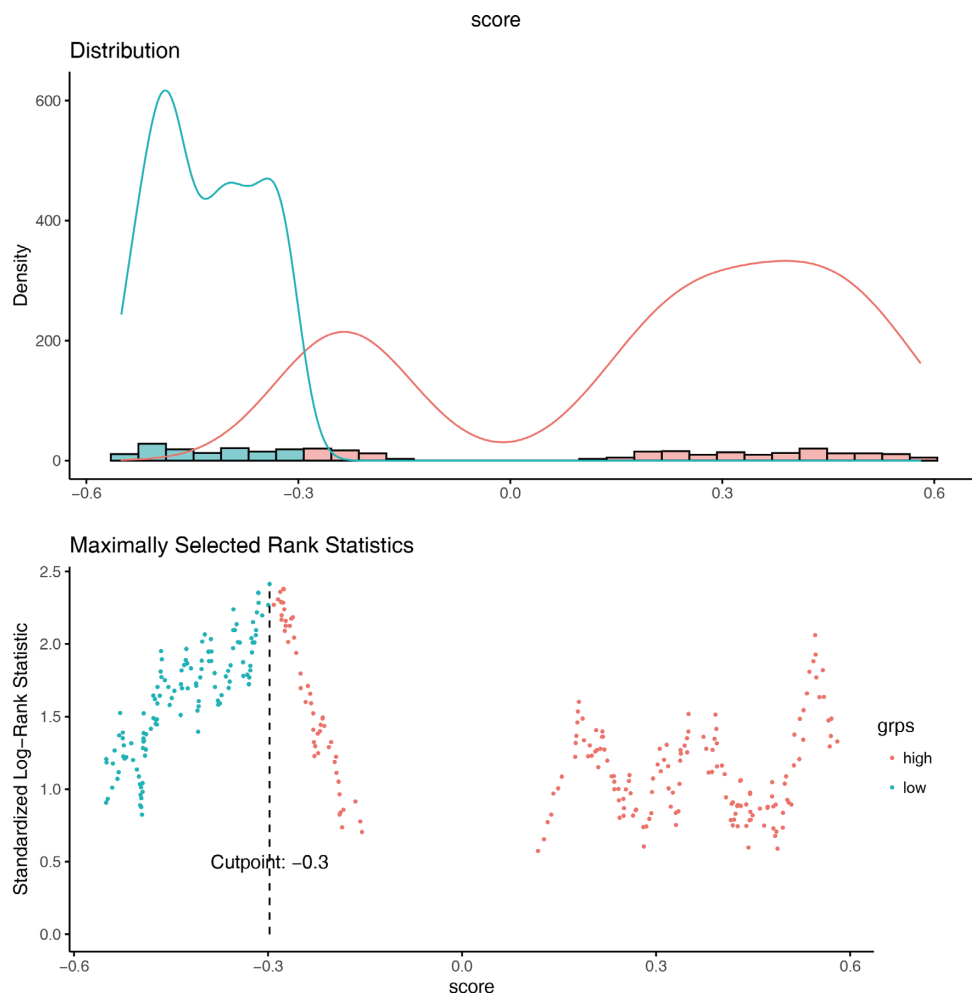 score
Distribution
Density
600
400
200
0
−0.6 −0.3 0.0 0.3 0.6
Maximally Selected Rank Statistics
Standardized Log−Rank Statistic
2.5
2.0
1.5
1.0
0.5
0.0
Cutpoint: −0.3
−0.6 −0.3 0.0 0.3 0.6
score
grps
high
low